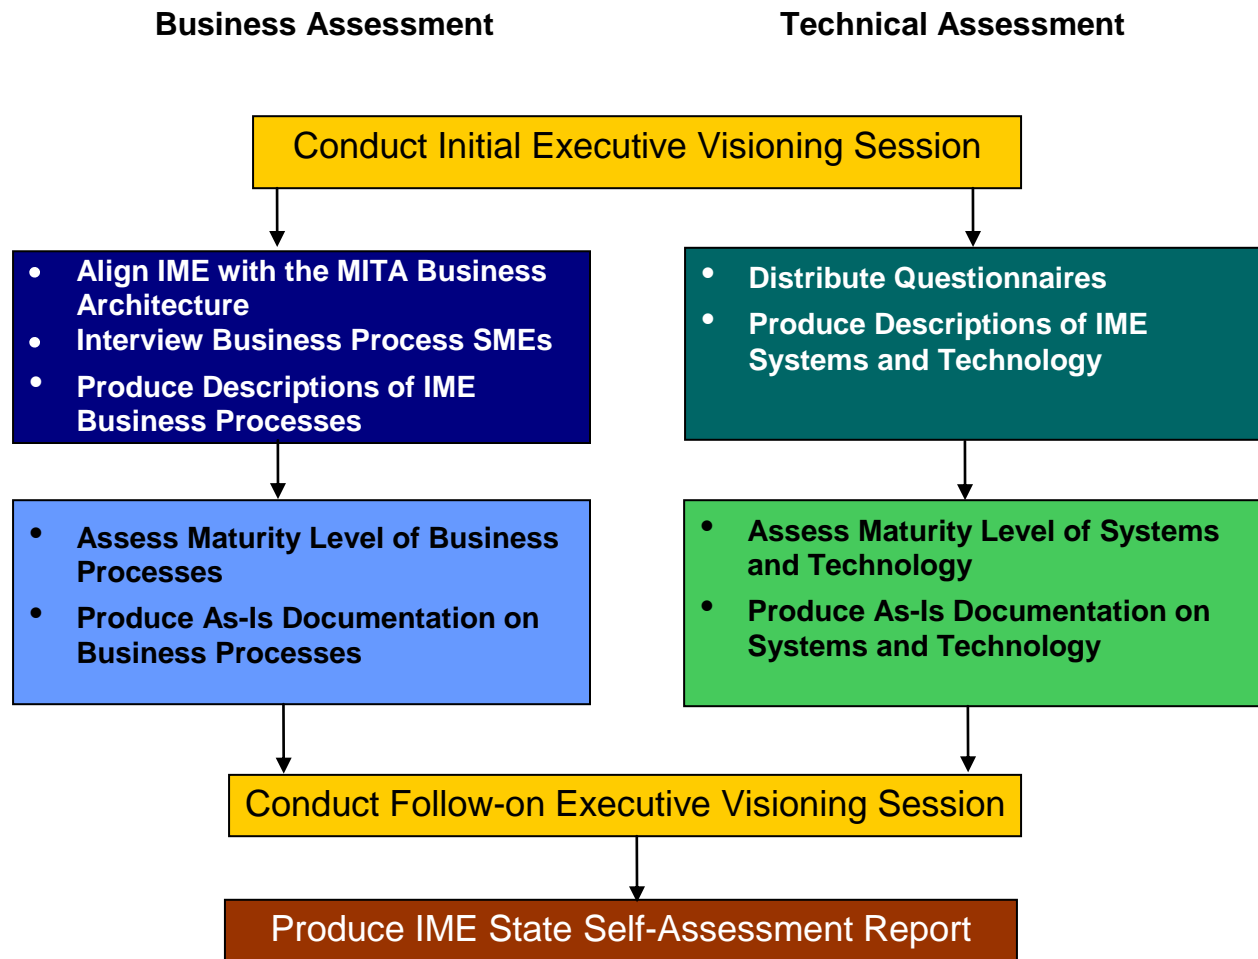 Business Assessment
Technical Assessment
Conduct Initial Executive Visioning Session
• Align IME with the MITA Business
Architecture
• Interview Business Process SMEs
• Produce Descriptions of IME
Business Processes
• Distribute Questionnaires
• Produce Descriptions of IME
Systems and Technology
• Assess Maturity Level of Business
Processes
• Produce As-Is Documentation on
Business Processes
• Assess Maturity Level of Systems
and Technology
• Produce As-Is Documentation on
Systems and Technology
Conduct Follow-on Executive Visioning Session
Produce IME State Self-Assessment Report